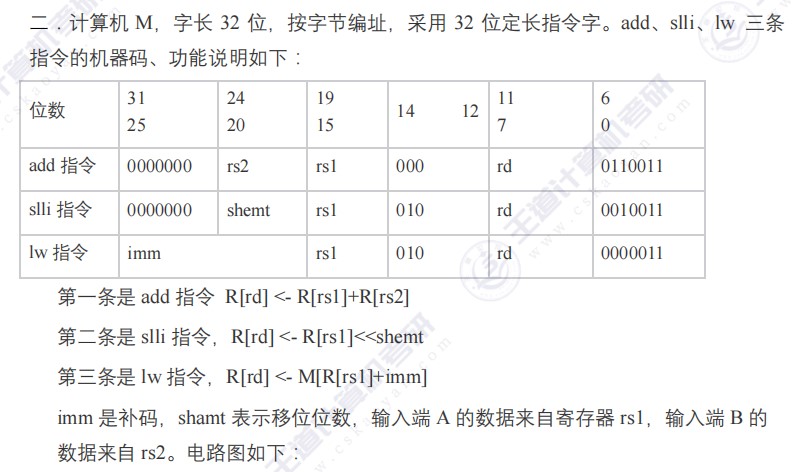 二．计算机 M，字长 32 位，按字节编址，采用 32 位定长指令字。add、slli、lw 三条
指令的机器码、功能说明如下：
位数 31 25 24 20 19 15 14 12 11 7 6 0
add 指令 0000000 rs2 rs1 000 rd 0110011
slli 指令 0000000 shemt rs1 010 rd 0010011
lw 指令 imm rs1 010 rd 0000011
第一条是 add 指令 R[rd] <- R[rs1]+R[rs2]
第二条是 slli 指令，R[rd] <- R[rs1]<<shemt
第三条是 lw 指令，R[rd] <- M[R[rs1]+imm]
imm 是补码，shamt 表示移位位数，输入端 A 的数据来自寄存器 rs1，输入端 B 的
数据来自 rs2。电路图如下：